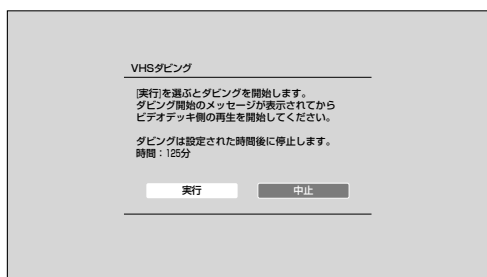 VHSダビング
[実行]を選ぶとダビングを開始します。
ダビング開始のメッセージが表示されてから
ビデオデッキ側の再生を開始してください。
ダビングは設定された時間後に停止します。
時間：125分
実行
中止